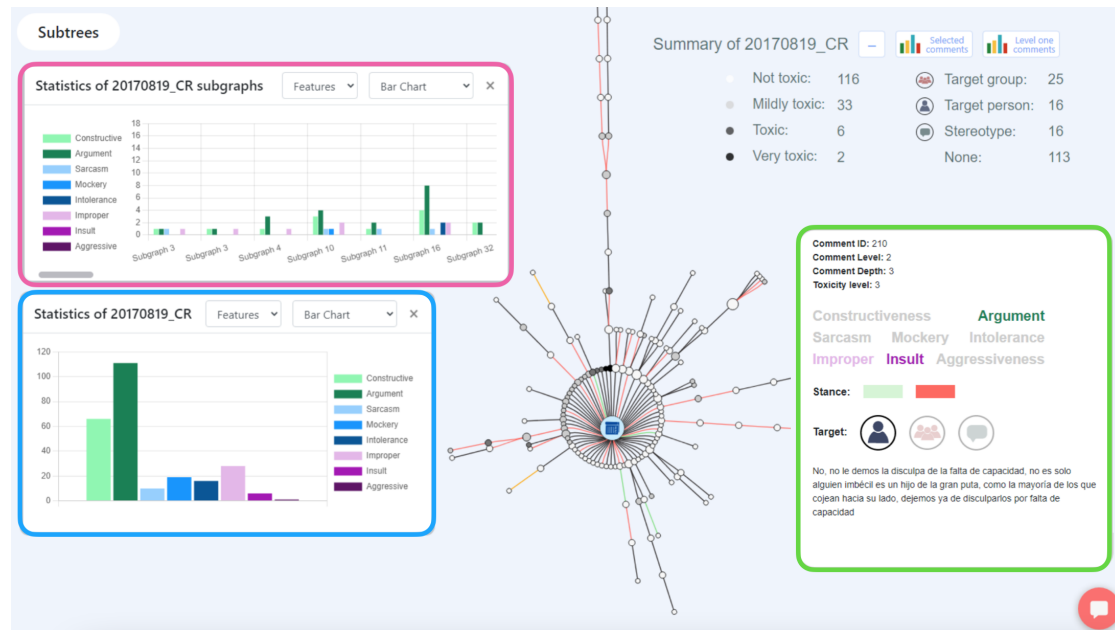 Subtrees
Statistics of 20170819_CR subgraphs
Features
Bar Chart
×
Constructive
Argument
Sarcasm
Mockery
Intolerance
Improper
Insult
Aggressive
18
16
14
12
10
8
6
4
2
0
Subgraph 3
Subgraph 3
Subgraph 4
Subgraph 10
Subgraph 11
Subgraph 16
Subgraph 32
Statistics of 20170819_CR
Features
Bar Chart
×
120
100
80
60
40
20
0
Constructive
Argument
Sarcasm
Mockery
Intolerance
Improper
Insult
Aggressive
Summary of 20170819_CR
–
Selected
comments
Level one
comments
Not toxic: 116
Mildly toxic: 33
Toxic: 6
Very toxic: 2
Target group: 25
Target person: 16
Stereotype: 16
None: 113
Comment ID: 210
Comment Level: 2
Comment Depth: 3
Toxicity level: 3
Constructiveness Argument
Sarcasm Mockery Intolerance
Improper Insult Aggressiveness
Stance:
Target:
No, no le demos la disculpa de la falta de capacidad, no es solo
alguien imbécil es un hijo de la gran puta, como la mayoría de los que
cojean hacia su lado, dejemos ya de disculparlos por falta de
capacidad